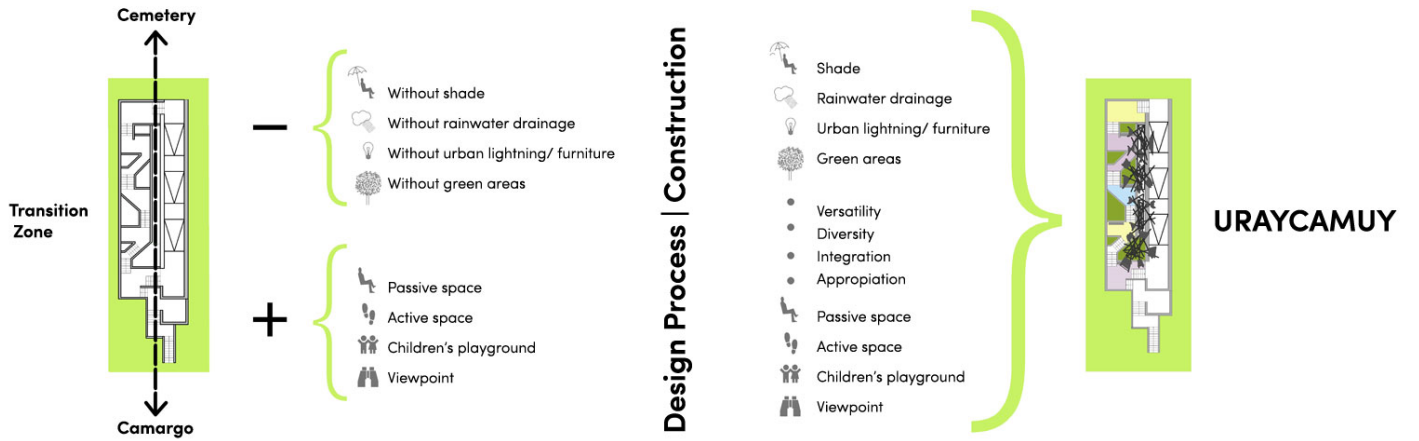 Cemetery
Transition
Zone
Camargo
−
Without shade
Without rainwater drainage
Without urban lightning/ furniture
Without green areas
+
Passive space
Active space
Children's playground
Viewpoint
Design Process | Construction
Shade
Rainwater drainage
Urban lightning/ furniture
Green areas
Versatility
Diversity
Integration
Appropiation
Passive space
Active space
Children's playground
Viewpoint
URAYCAMUY